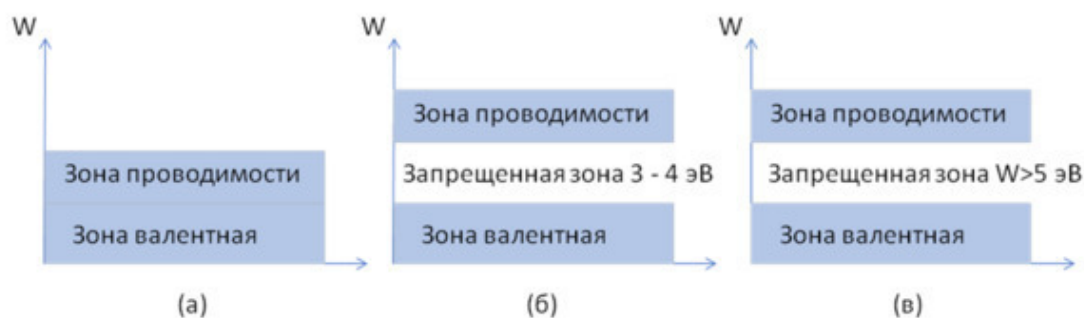 W
Зона проводимости
Зона валентная
(а)
W
Зона проводимости
Запрещенная зона 3 - 4 эВ
Зона валентная
(б)
W
Зона проводимости
Запрещенная зона W>5 эВ
Зона валентная
(в)